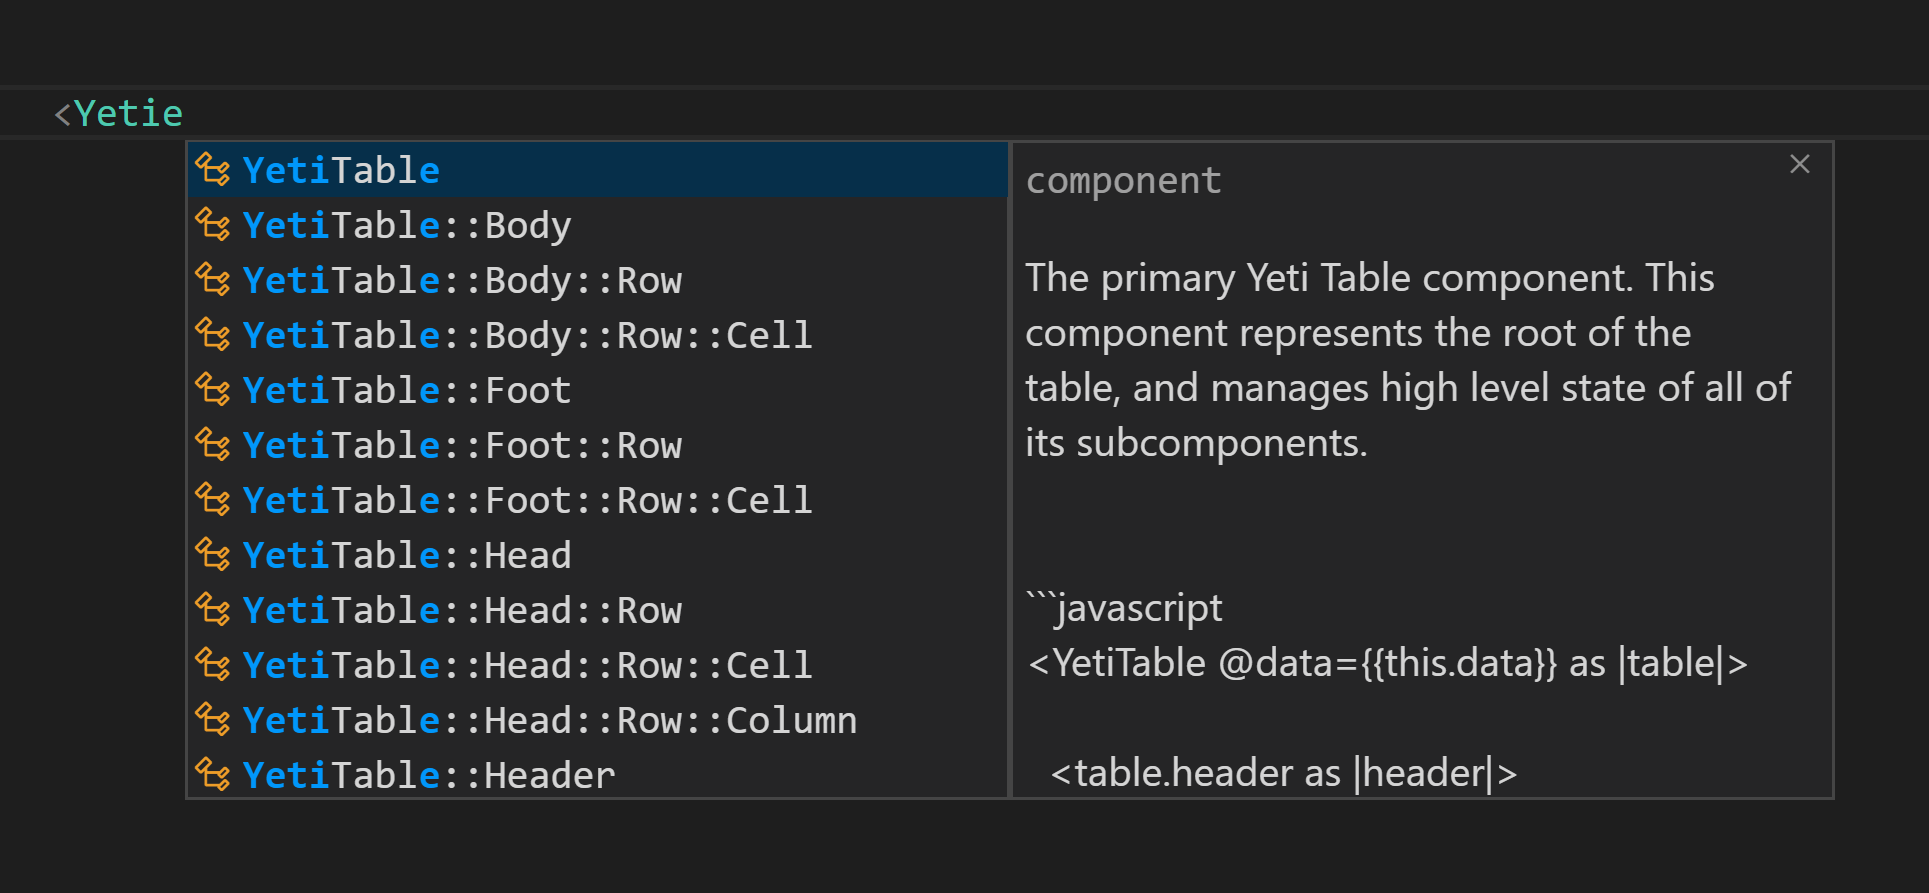 <Yetie
YetiTable
YetiTable::Body
YetiTable::Body::Row
YetiTable::Body::Row::Cell
YetiTable::Foot
YetiTable::Foot::Row
YetiTable::Foot::Row::Cell
YetiTable::Head
YetiTable::Head::Row
YetiTable::Head::Row::Cell
YetiTable::Head::Row::Column
YetiTable::Header
component
The primary Yeti Table component. This
component represents the root of the
table, and manages high level state of all of
its subcomponents.
```javascript
<YetiTable @data={{this.data}} as |table|>
<table.header as |header|>